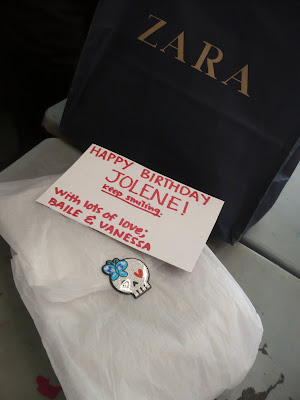 ZARA
HAPPY BIRTHDAY
JOLENE!
keep smiling.
With lots of love;
BAILE & VANESSA